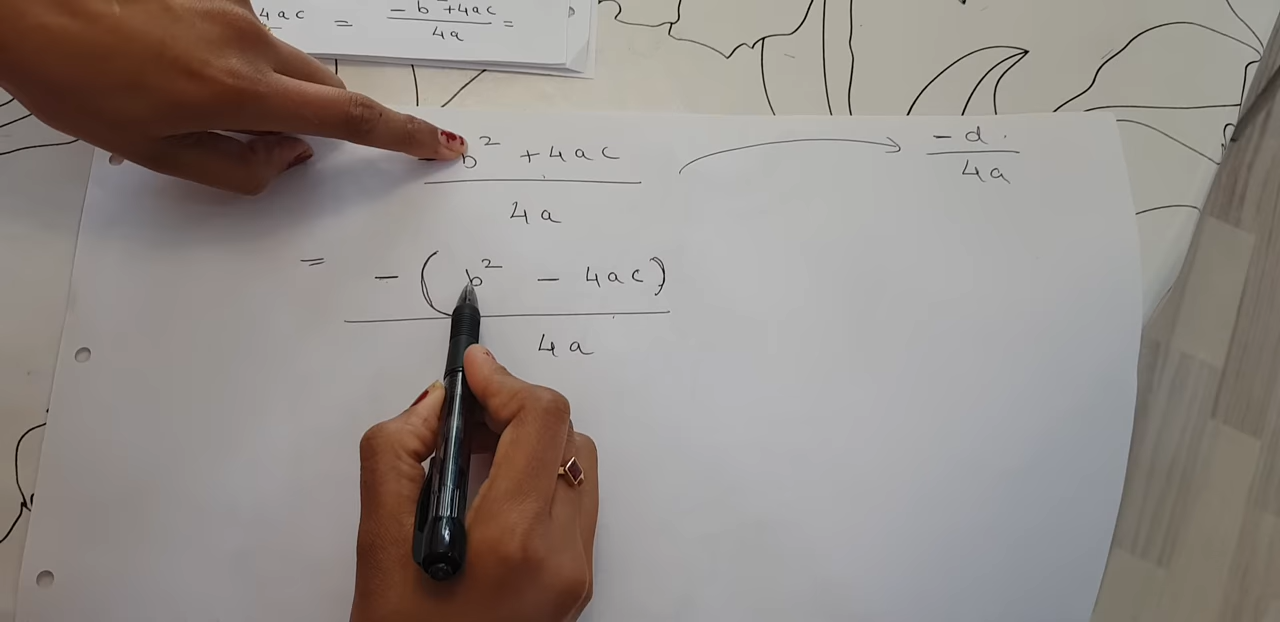 4ac = -b +4ac =
4a
b² +4ac -d
4a 4a
= -(b² - 4ac)
4a